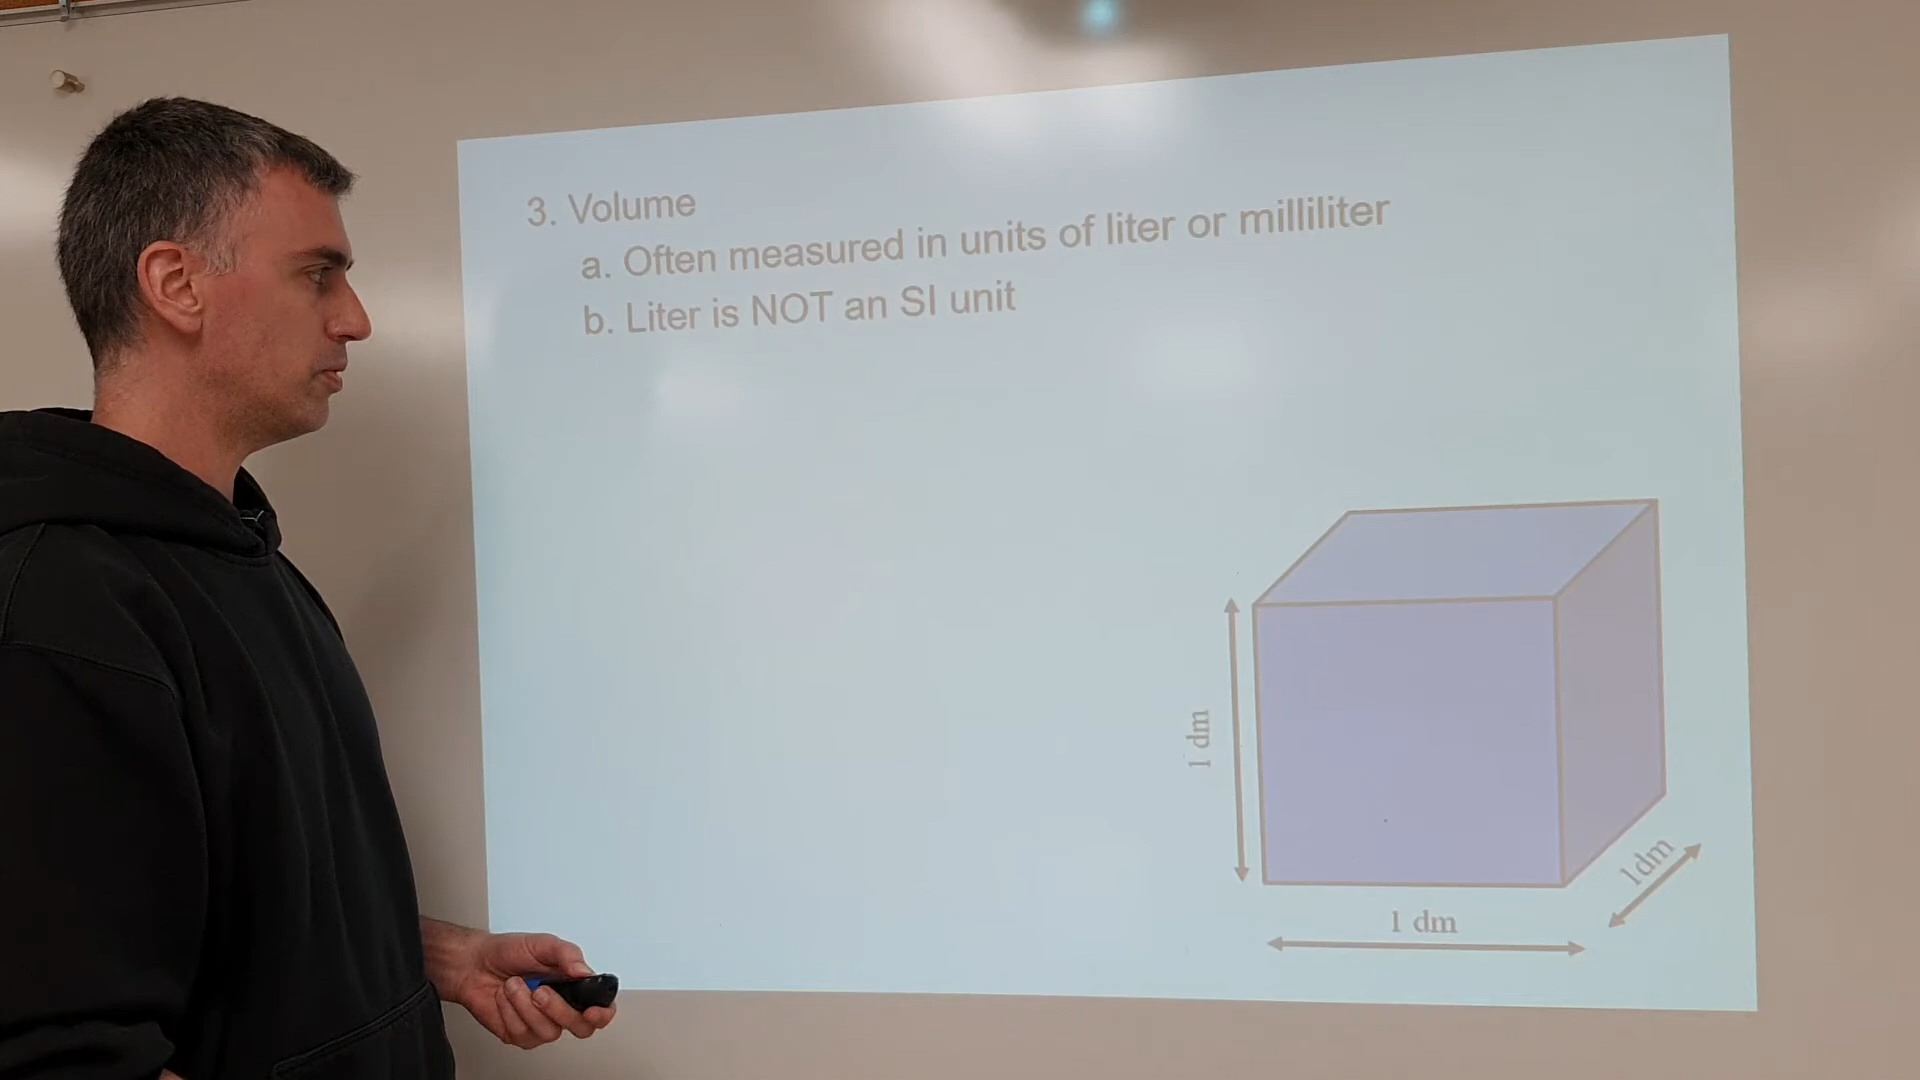 3. Volume
a. Often measured in units of liter or milliliter
b. Liter is NOT an SI unit
1 dm
1dm
1 dm